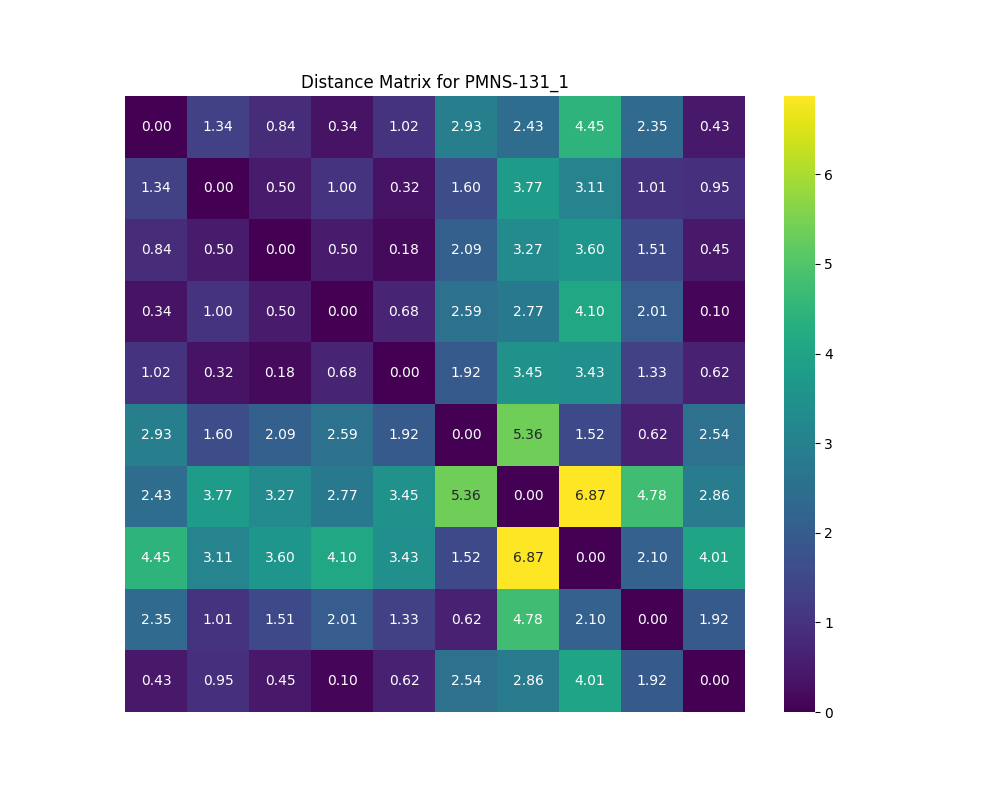 Distance Matrix for PMNS-131_1
0.00 1.34 0.84 0.34 1.02 2.93 2.43 4.45 2.35 0.43
1.34 0.00 0.50 1.00 0.32 1.60 3.77 3.11 1.01 0.95
0.84 0.50 0.00 0.50 0.18 2.09 3.27 3.60 1.51 0.45
0.34 1.00 0.50 0.00 0.68 2.59 2.77 4.10 2.01 0.10
1.02 0.32 0.18 0.68 0.00 1.92 3.45 3.43 1.33 0.62
2.93 1.60 2.09 2.59 1.92 0.00 5.36 1.52 0.62 2.54
2.43 3.77 3.27 2.77 3.45 5.36 0.00 6.87 4.78 2.86
4.45 3.11 3.60 4.10 3.43 1.52 6.87 0.00 2.10 4.01
2.35 1.01 1.51 2.01 1.33 0.62 4.78 2.10 0.00 1.92
0.43 0.95 0.45 0.10 0.62 2.54 2.86 4.01 1.92 0.00
6
5
4
3
2
1
0